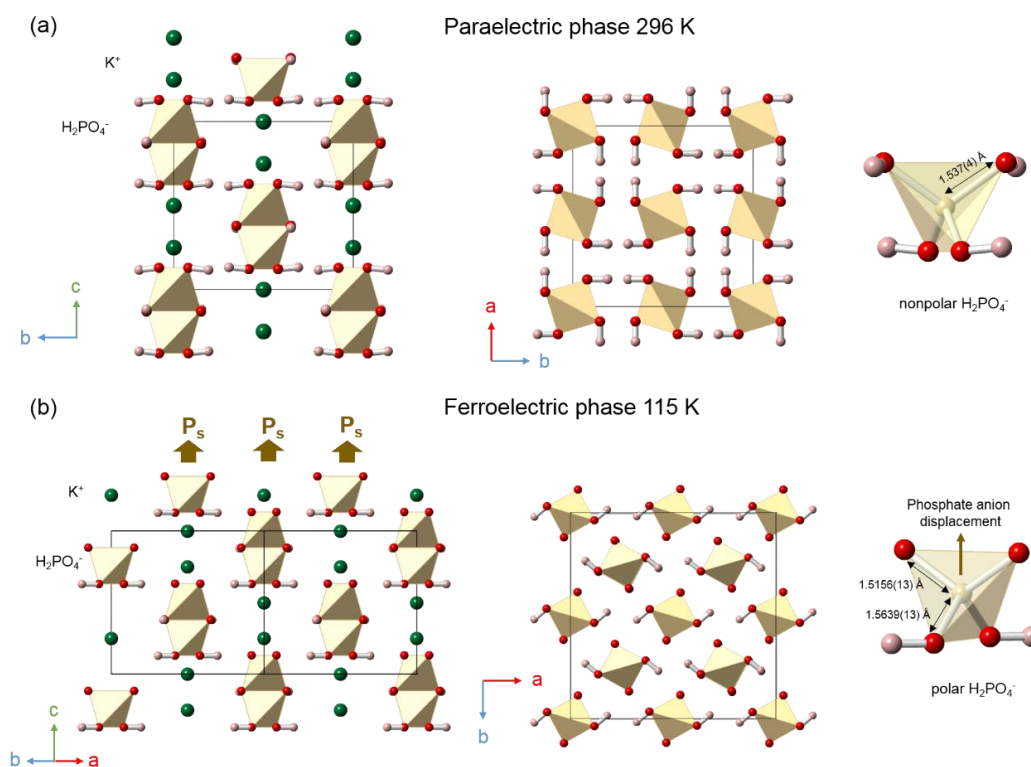 (a)
Paraelectric phase 296 K
K⁺
H₂PO₄⁻
c
b
a
b
1.537(4) Å
nonpolar H₂PO₄⁻
(b)
Ferroelectric phase 115 K
Pₛ
Pₛ
Pₛ
K⁺
H₂PO₄⁻
c
b
a
a
b
Phosphate anion
displacement
1.5156(13) Å
1.5639(13) Å
polar H₂PO₄⁻